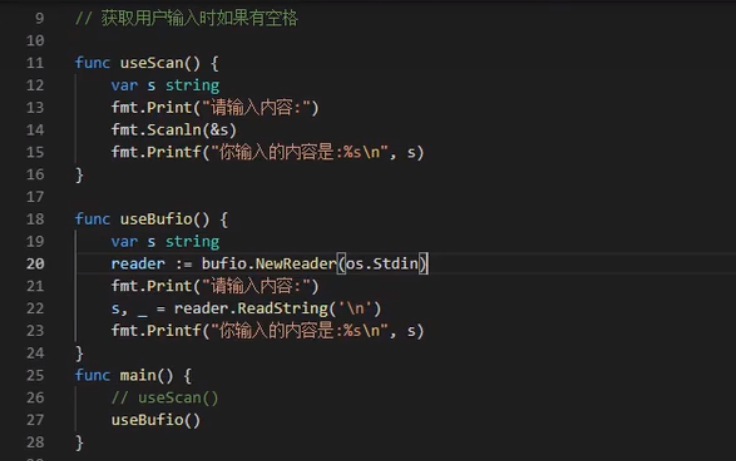 9 // 获取用户输入时如果有空格
10
11 func useScan() {
12 var s string
13 fmt.Print("请输入内容:")
14 fmt.Scanln(&s)
15 fmt.Printf("你输入的内容是:%s\n", s)
16 }
17
18 func useBufio() {
19 var s string
20 reader := bufio.NewReader(os.Stdin)
21 fmt.Print("请输入内容:")
22 s, _ = reader.ReadString('\n')
23 fmt.Printf("你输入的内容是:%s\n", s)
24 }
25 func main() {
26 // useScan()
27 useBufio()
28 }